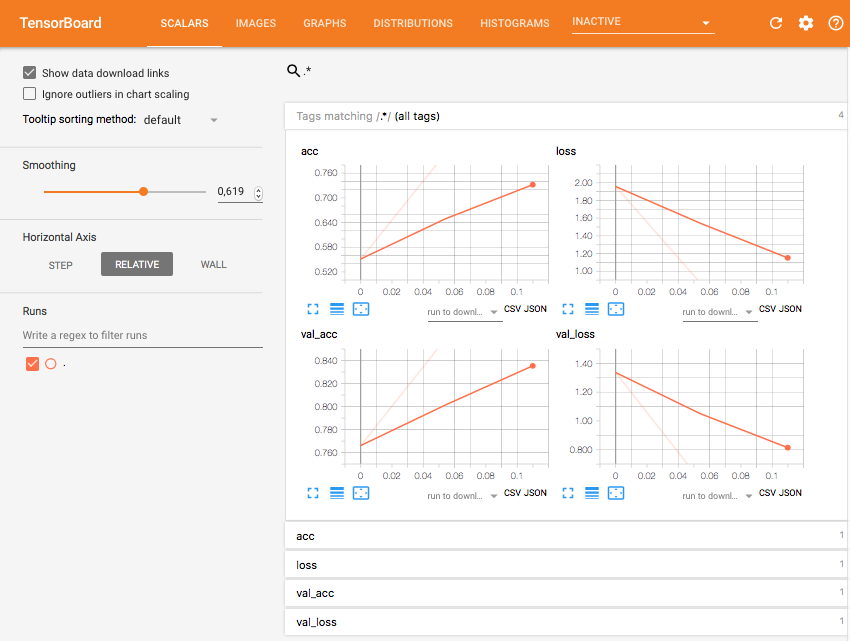 TensorBoard SCALARS IMAGES GRAPHS DISTRIBUTIONS HISTOGRAMS INACTIVE
Show data download links
Ignore outliers in chart scaling
Tooltip sorting method: default
Smoothing
0,619
Horizontal Axis
STEP RELATIVE WALL
Runs
Write a regex to filter runs
.
.*
Tags matching /.*/ (all tags) 4
acc
0.760
0.700
0.640
0.580
0.520
0 0.02 0.04 0.06 0.08 0.1
run to downl... CSV JSON
loss
2.00
1.80
1.60
1.40
1.20
1.00
0 0.02 0.04 0.06 0.08 0.1
run to downl... CSV JSON
val_acc
0.840
0.820
0.800
0.780
0.760
0 0.02 0.04 0.06 0.08 0.1
run to downl... CSV JSON
val_loss
1.40
1.20
1.00
0.800
0 0.02 0.04 0.06 0.08 0.1
run to downl... CSV JSON
acc 1
loss 1
val_acc 1
val_loss 1